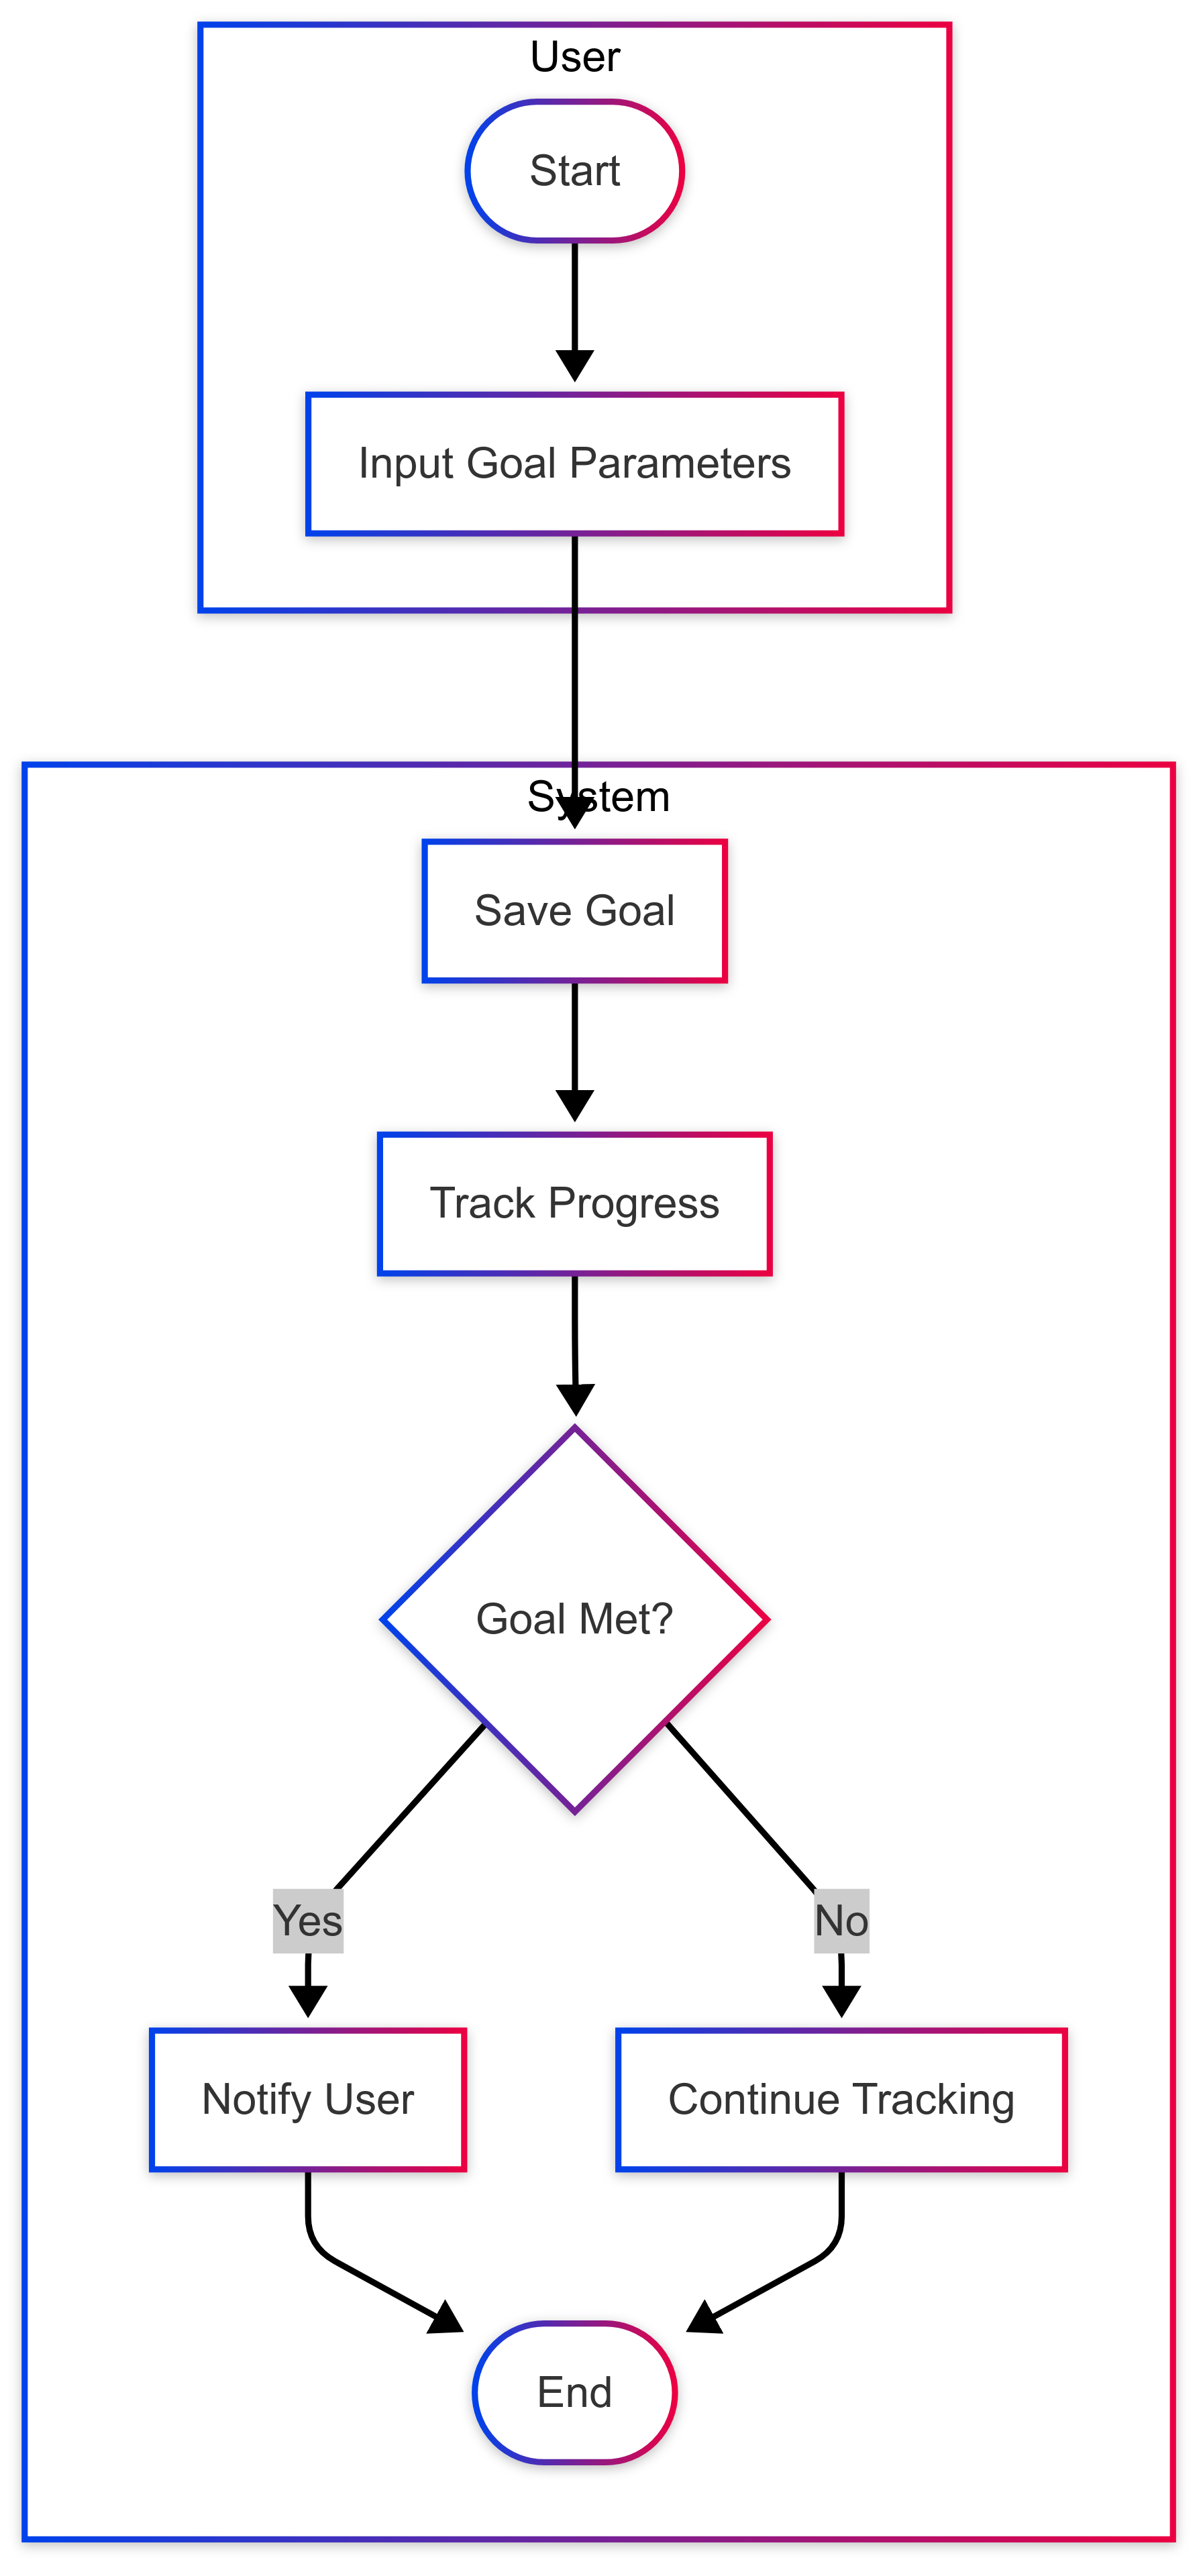 User
Start
Input Goal Parameters
System
Save Goal
Track Progress
Goal Met?
Yes
No
Notify User
Continue Tracking
End